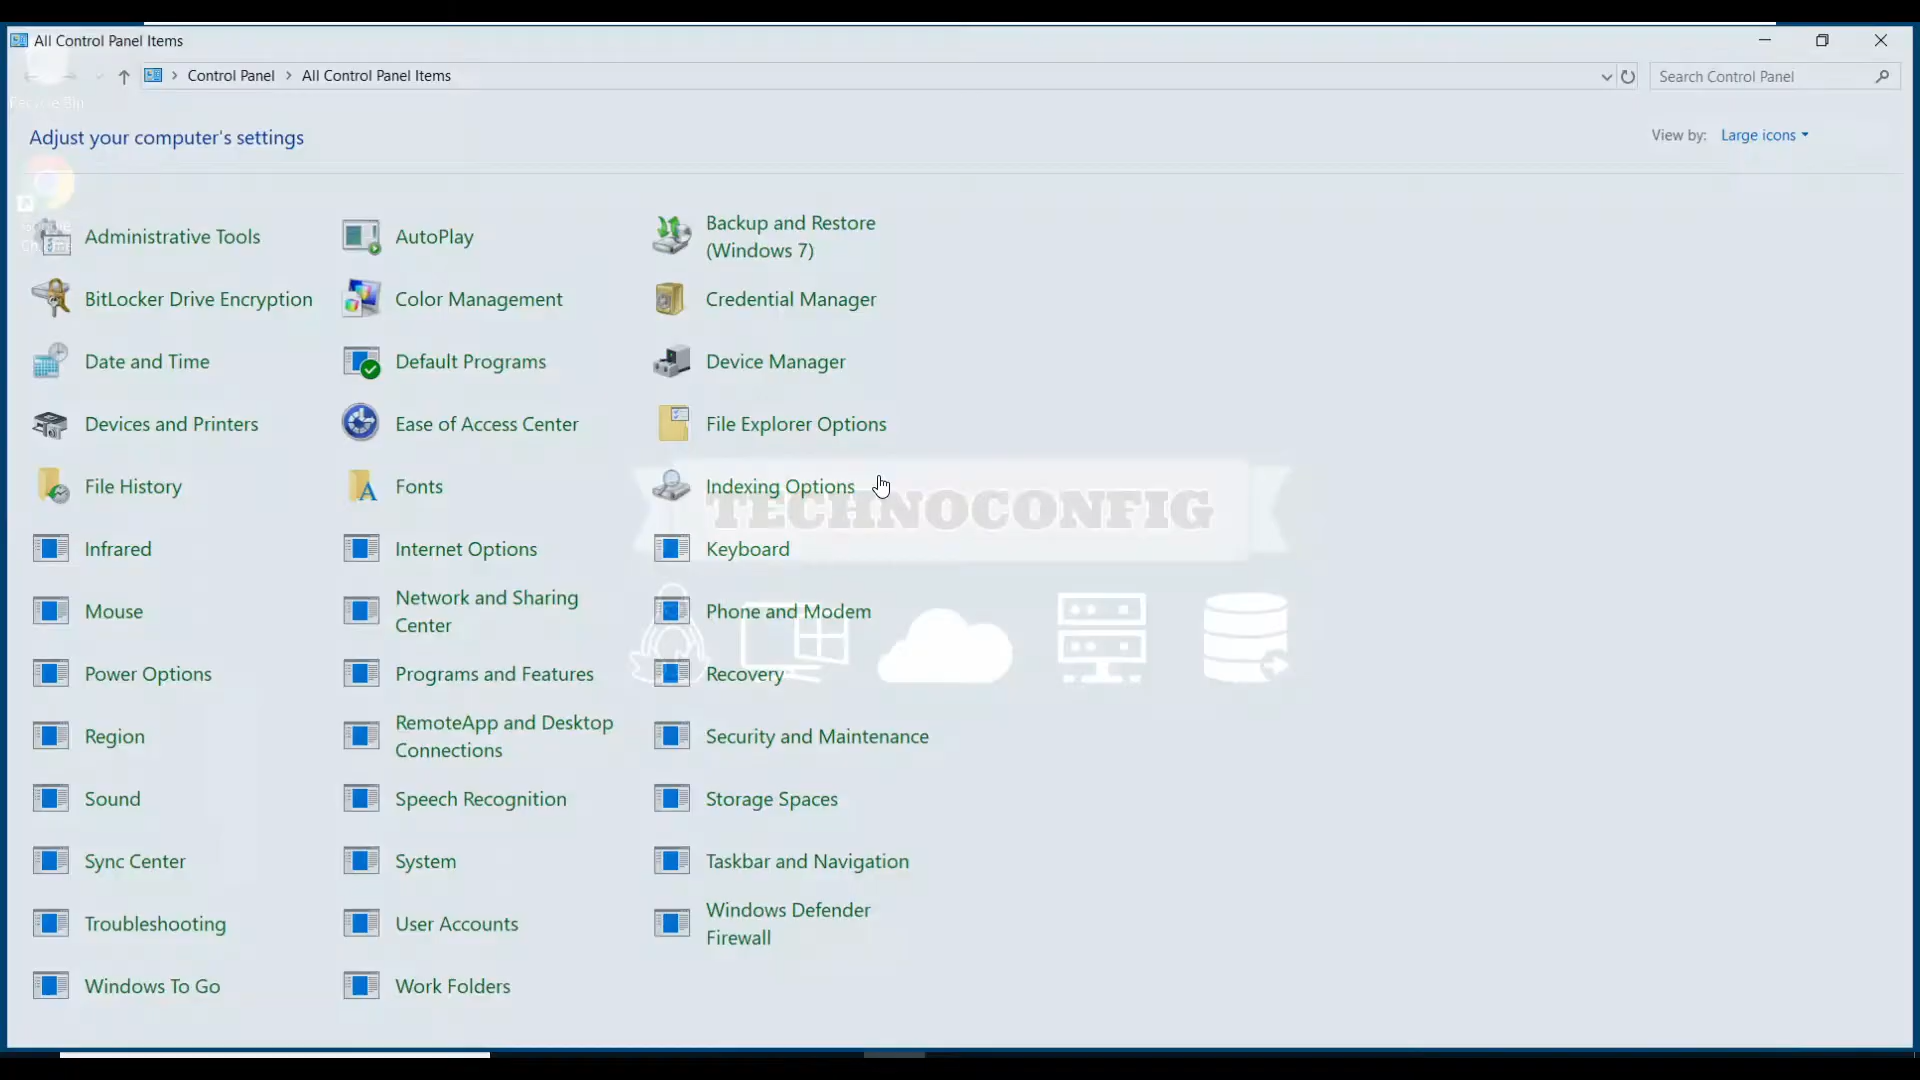 All Control Panel Items
Control Panel > All Control Panel Items
Search Control Panel
Recycle Bin
Adjust your computer's settings
View by: Large icons
Google
Chrome
Administrative Tools
AutoPlay
Backup and Restore
(Windows 7)
BitLocker Drive Encryption
Color Management
Credential Manager
Date and Time
Default Programs
Device Manager
Devices and Printers
Ease of Access Center
File Explorer Options
File History
Fonts
Indexing Options
TECHNOCONFIG
Infrared
Internet Options
Keyboard
Mouse
Network and Sharing
Center
Phone and Modem
Power Options
Programs and Features
Recovery
Region
RemoteApp and Desktop
Connections
Security and Maintenance
Sound
Speech Recognition
Storage Spaces
Sync Center
System
Taskbar and Navigation
Troubleshooting
User Accounts
Windows Defender
Firewall
Windows To Go
Work Folders